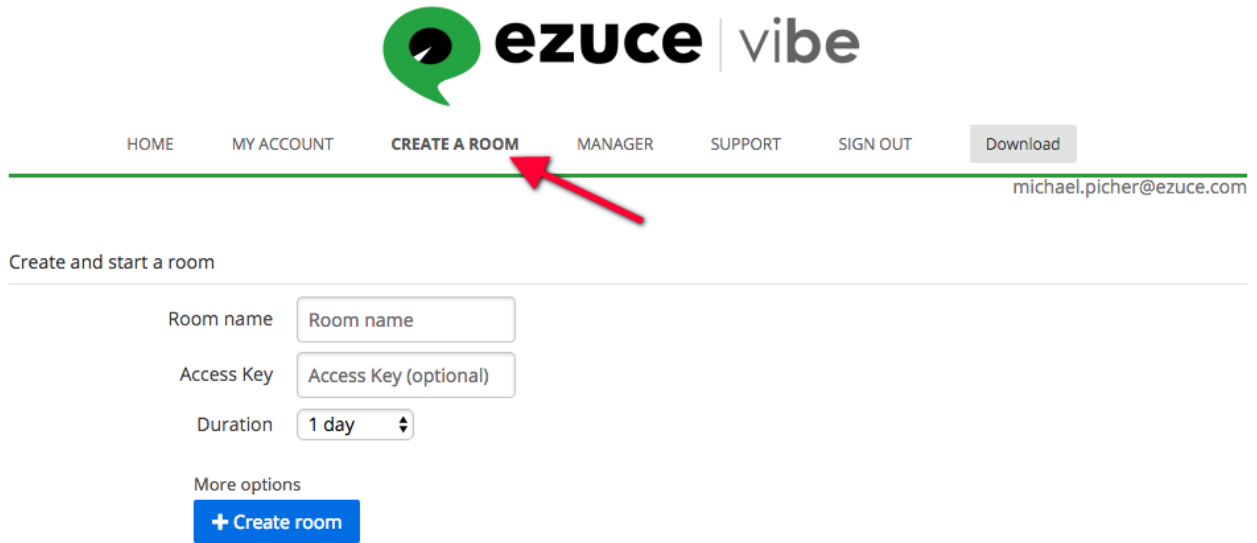 ezuce vibe
HOME MY ACCOUNT CREATE A ROOM MANAGER SUPPORT SIGN OUT Download
michael.picher@ezuce.com
Create and start a room
Room name Room name
Access Key Access Key (optional)
Duration 1 day
More options
+ Create room